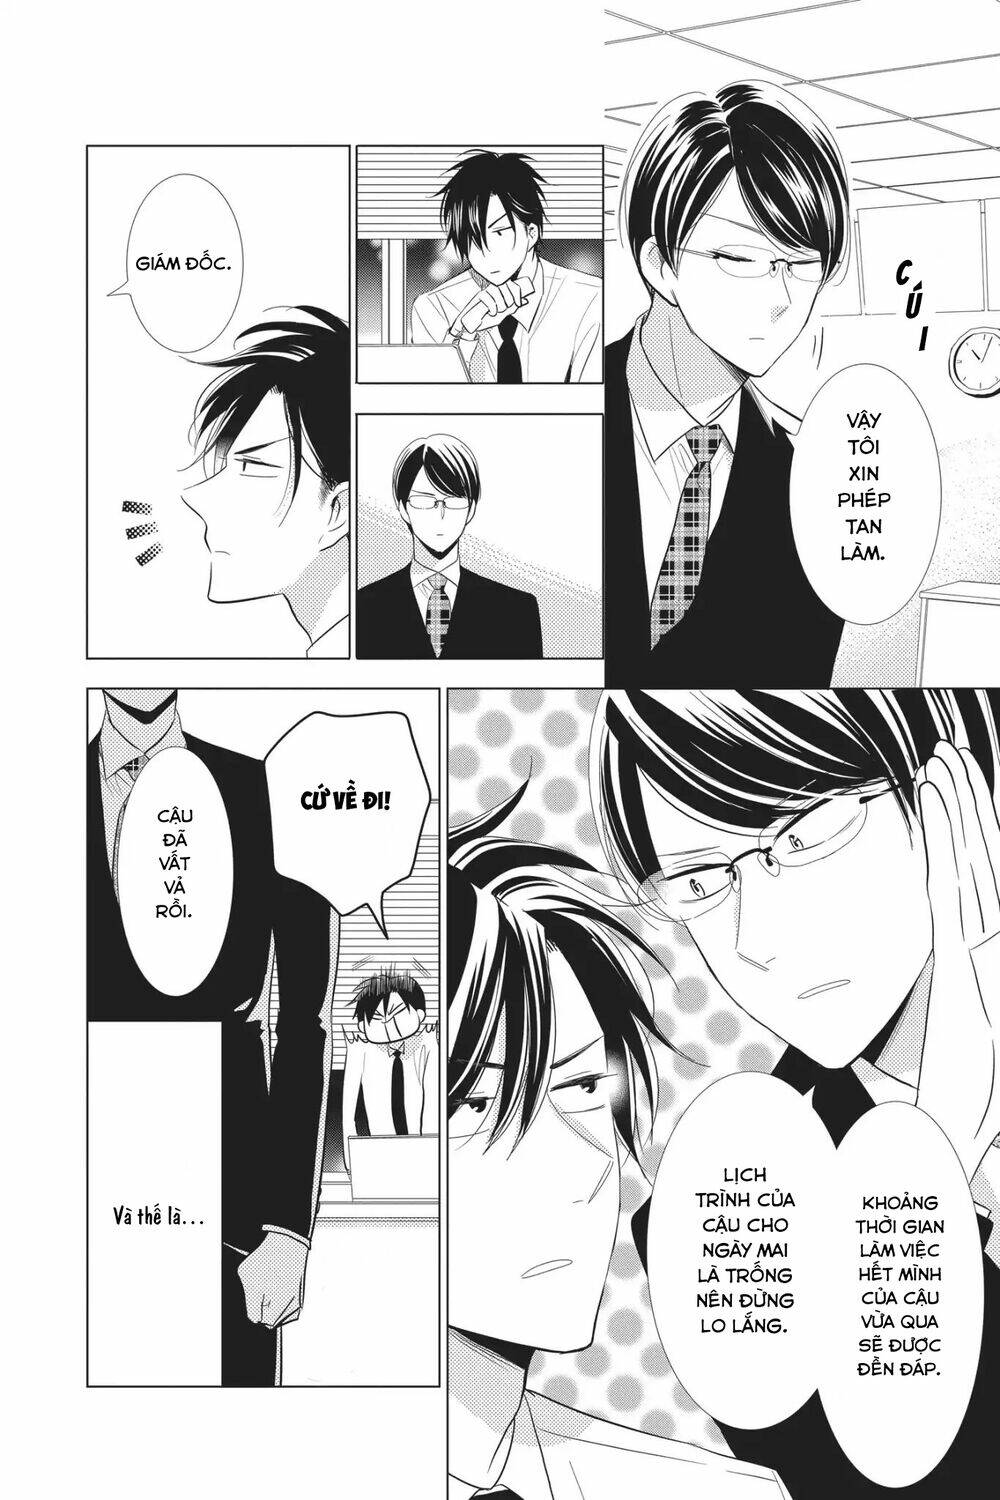 CÚI
VẬY
TÔI
XIN
PHÉP
TAN
LÀM.
GIÁM ĐỐC.
KHOẢNG
THỜI GIAN
LÀM VIỆC
HẾT MÌNH
CỦA CẬU
VỪA QUA
SẼ ĐƯỢC
ĐỀN ĐÁP.
LỊCH
TRÌNH CỦA
CẬU CHO
NGÀY MAI
LÀ TRỐNG
NÊN ĐỪNG
LO LẮNG.
CỨ VỀ ĐI!
CẬU
ĐÃ
VẤT
VẢ
RỒI.
Và thế là...